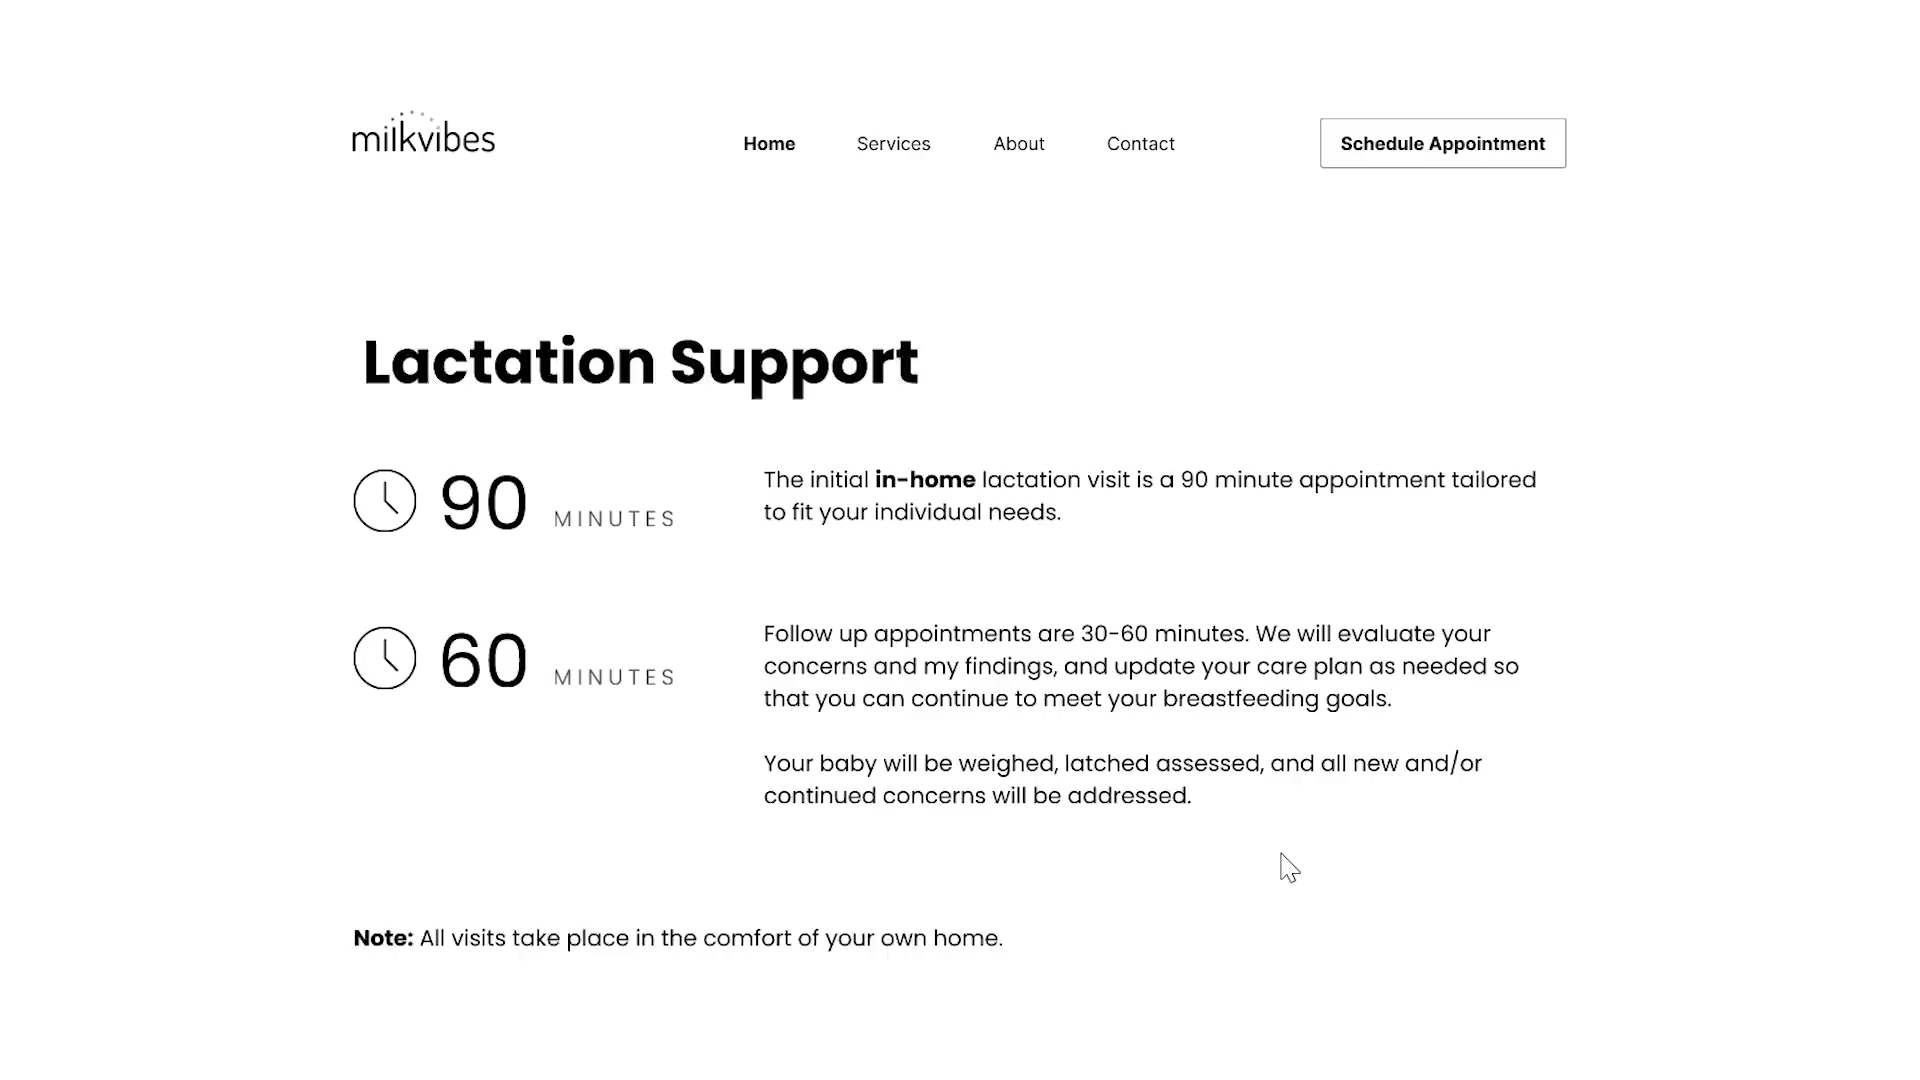 milkvibes
Home Services About Contact
Schedule Appointment
Lactation Support
90 MINUTES
The initial in-home lactation visit is a 90 minute appointment tailored
to fit your individual needs.
60 MINUTES
Follow up appointments are 30-60 minutes. We will evaluate your
concerns and my findings, and update your care plan as needed so
that you can continue to meet your breastfeeding goals.
Your baby will be weighed, latched assessed, and all new and/or
continued concerns will be addressed.
Note: All visits take place in the comfort of your own home.